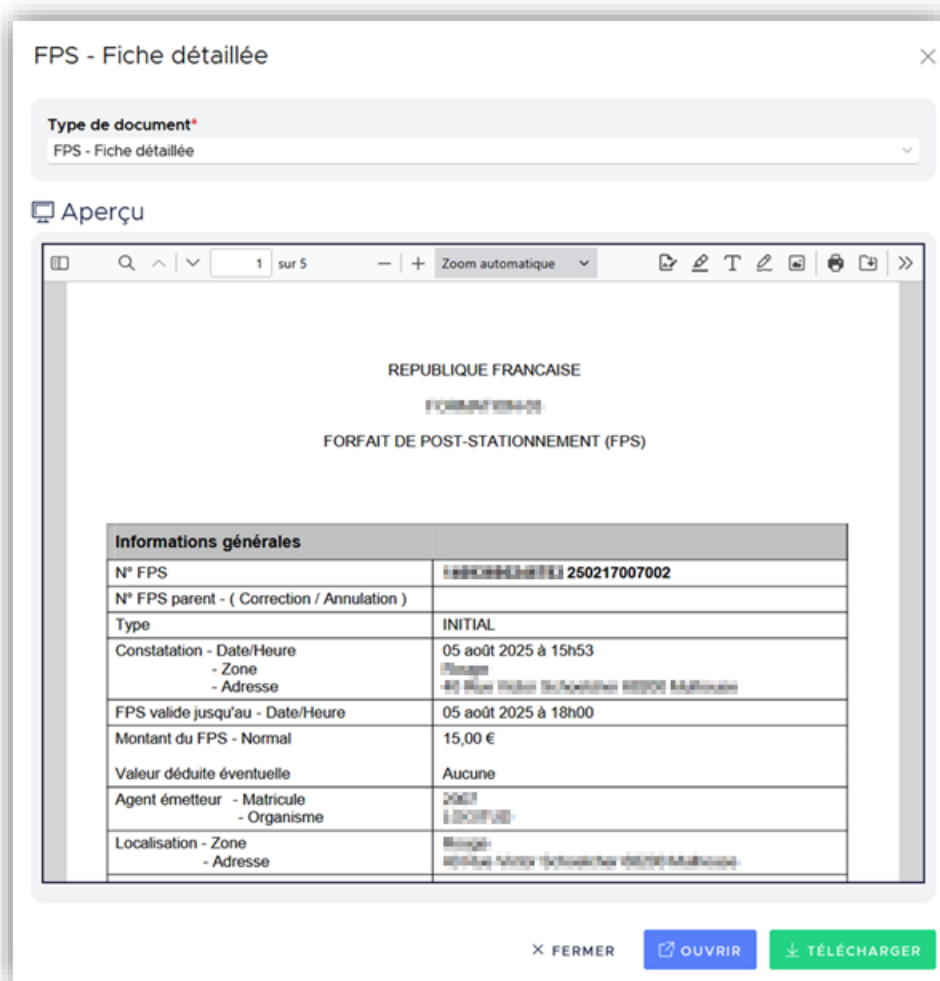 FPS - Fiche détaillée
Type de document*
FPS - Fiche détaillée
Aperçu
1 sur 5
Zoom automatique
REPUBLIQUE FRANCAISE
FORFAIT DE POST-STATIONNEMENT (FPS)
Informations générales
N° FPS 250217007002
N° FPS parent - ( Correction / Annulation )
Type INITIAL
Constatation - Date/Heure 05 août 2025 à 15h53
- Zone
- Adresse
FPS valide jusqu'au - Date/Heure 05 août 2025 à 18h00
Montant du FPS - Normal 15,00 €
Valeur déduite éventuelle Aucune
Agent émetteur - Matricule
- Organisme
Localisation - Zone
- Adresse
FERMER
OUVRIR
TÉLÉCHARGER